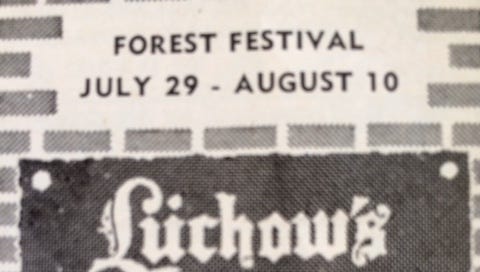 FOREST FESTIVAL
JULY 29 - AUGUST 10
Lüchow's